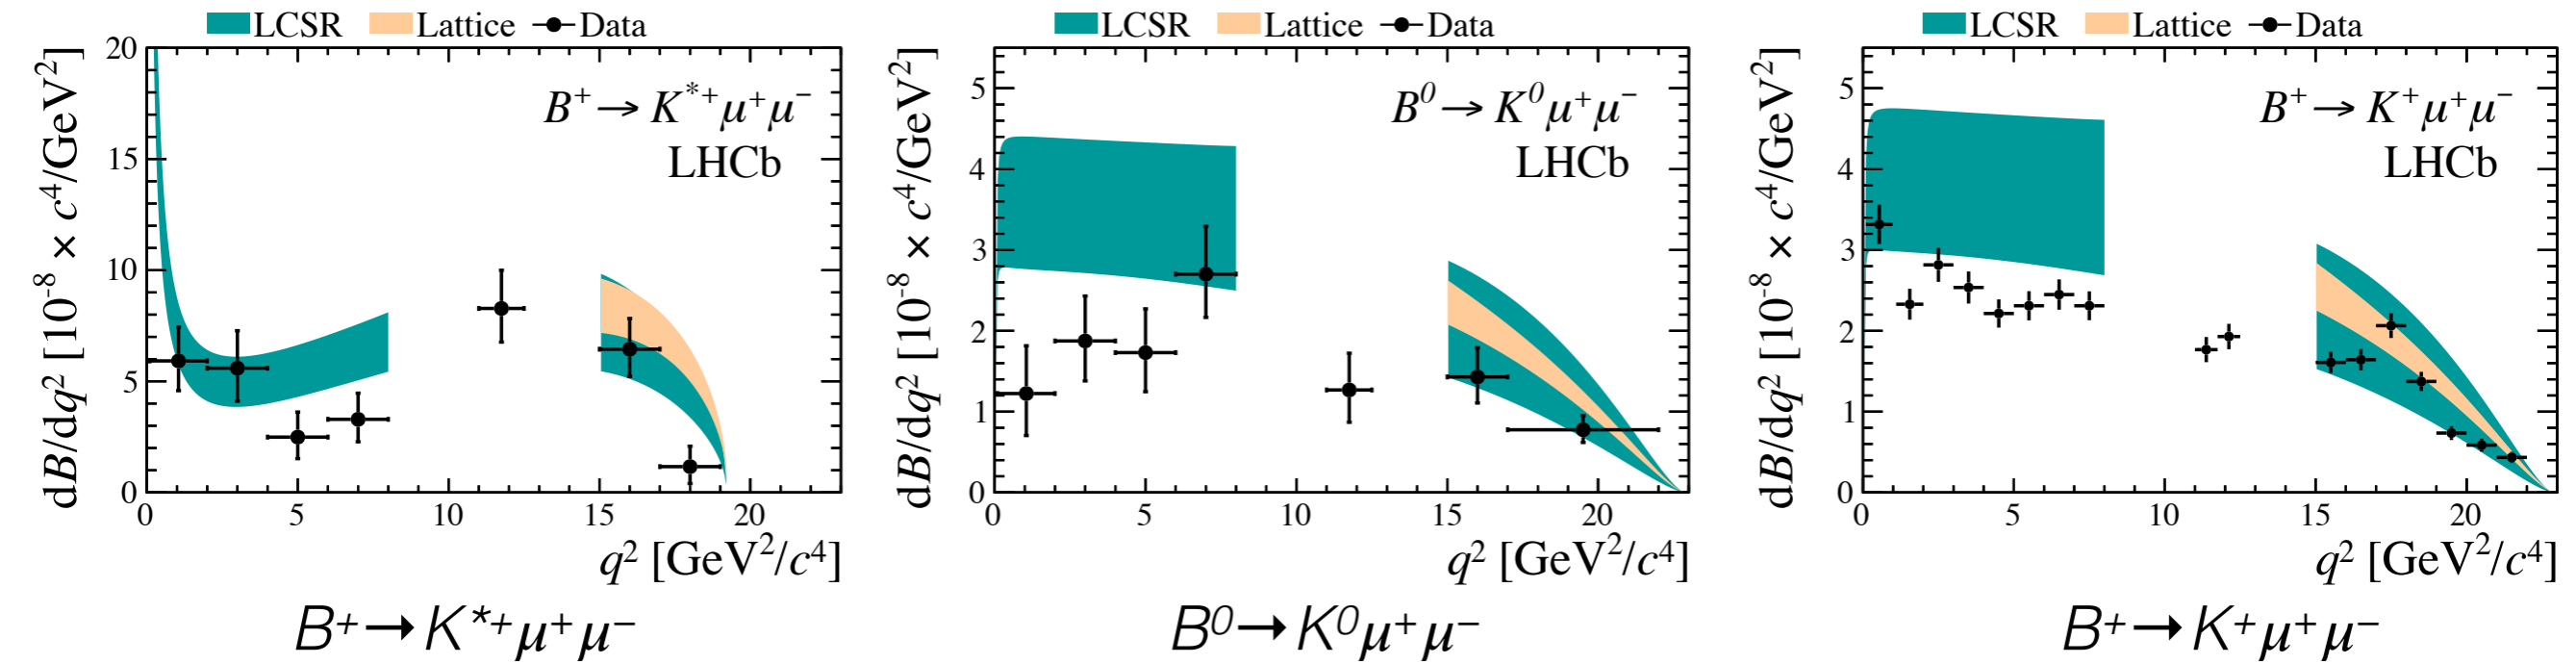 LCSR Lattice Data
dB/dq² [10⁻⁸ × c⁴/GeV²]
20
15
10
5
0
B⁺→ K*⁺μ⁺μ⁻
LHCb
0 5 10 15 20
q² [GeV²/c⁴]
B⁺→K*⁺μ⁺μ⁻
LCSR Lattice Data
dB/dq² [10⁻⁸ × c⁴/GeV²]
5
4
3
2
1
0
B⁰→ K⁰μ⁺μ⁻
LHCb
0 5 10 15 20
q² [GeV²/c⁴]
B⁰→K⁰μ⁺μ⁻
LCSR Lattice Data
dB/dq² [10⁻⁸ × c⁴/GeV²]
5
4
3
2
1
0
B⁺→ K⁺μ⁺μ⁻
LHCb
0 5 10 15 20
q² [GeV²/c⁴]
B⁺→K⁺μ⁺μ⁻